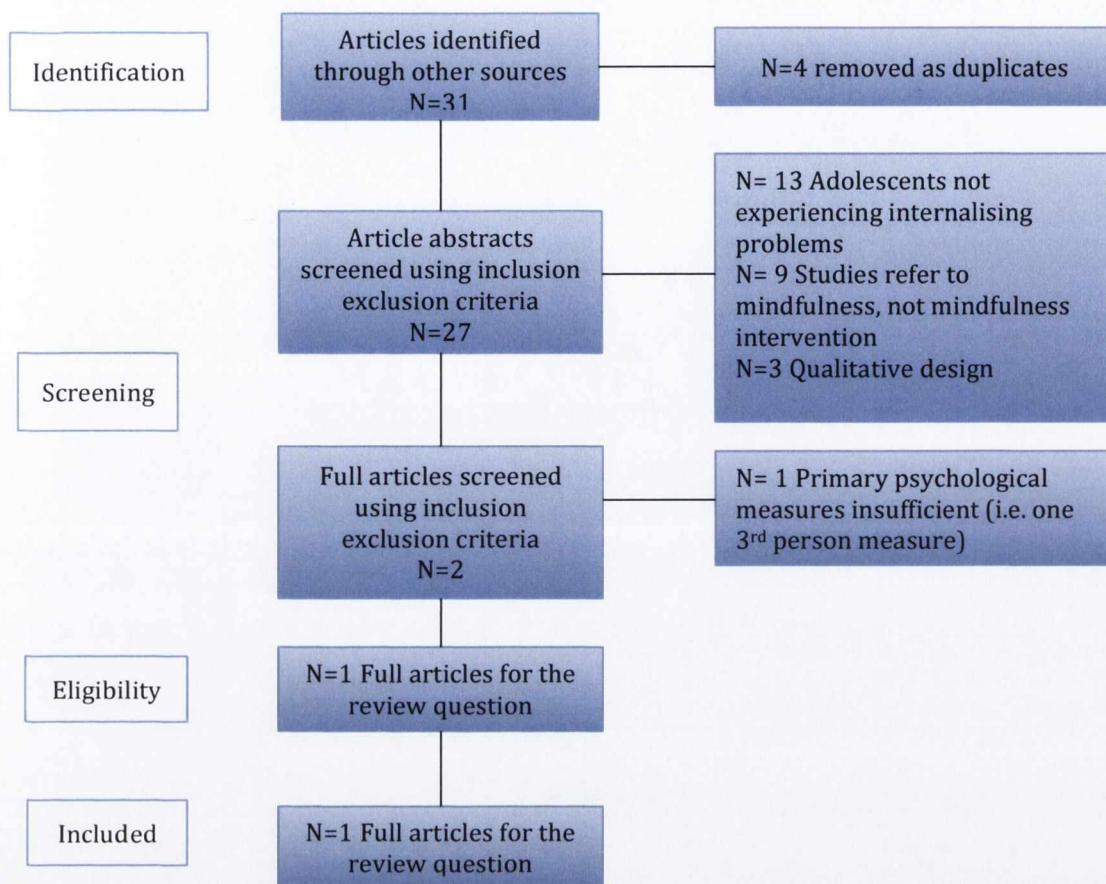 Identification
Articles identified
through other sources
N=31
N=4 removed as duplicates
Article abstracts
screened using inclusion
exclusion criteria
N=27
N= 13 Adolescents not
experiencing internalising
problems
N= 9 Studies refer to
mindfulness, not mindfulness
intervention
N=3 Qualitative design
Screening
Full articles screened
using inclusion
exclusion criteria
N=2
N= 1 Primary psychological
measures insufficient (i.e. one
3rd person measure)
Eligibility
N=1 Full articles for the
review question
Included
N=1 Full articles for the
review question